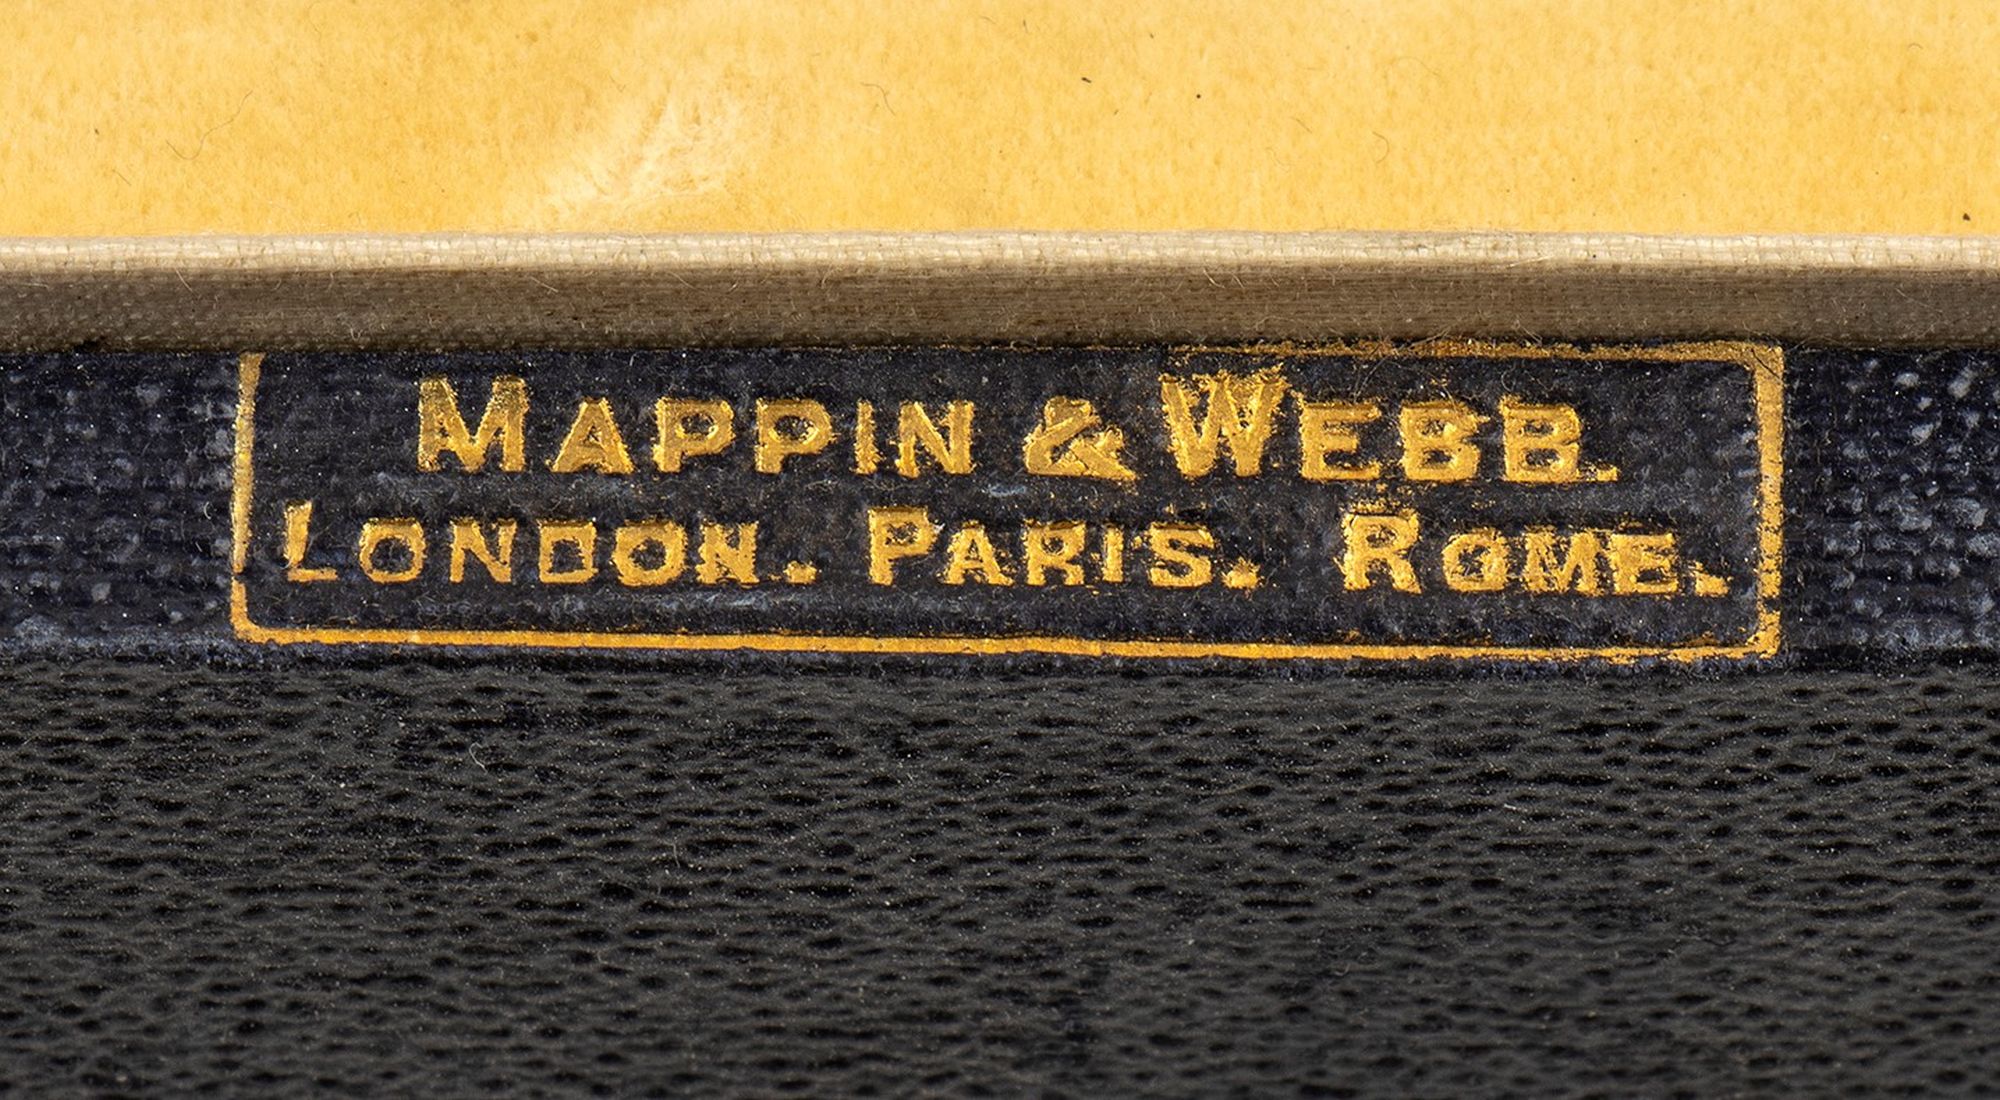 MAPPIN & WEBB.
LONDON. PARIS. ROME.